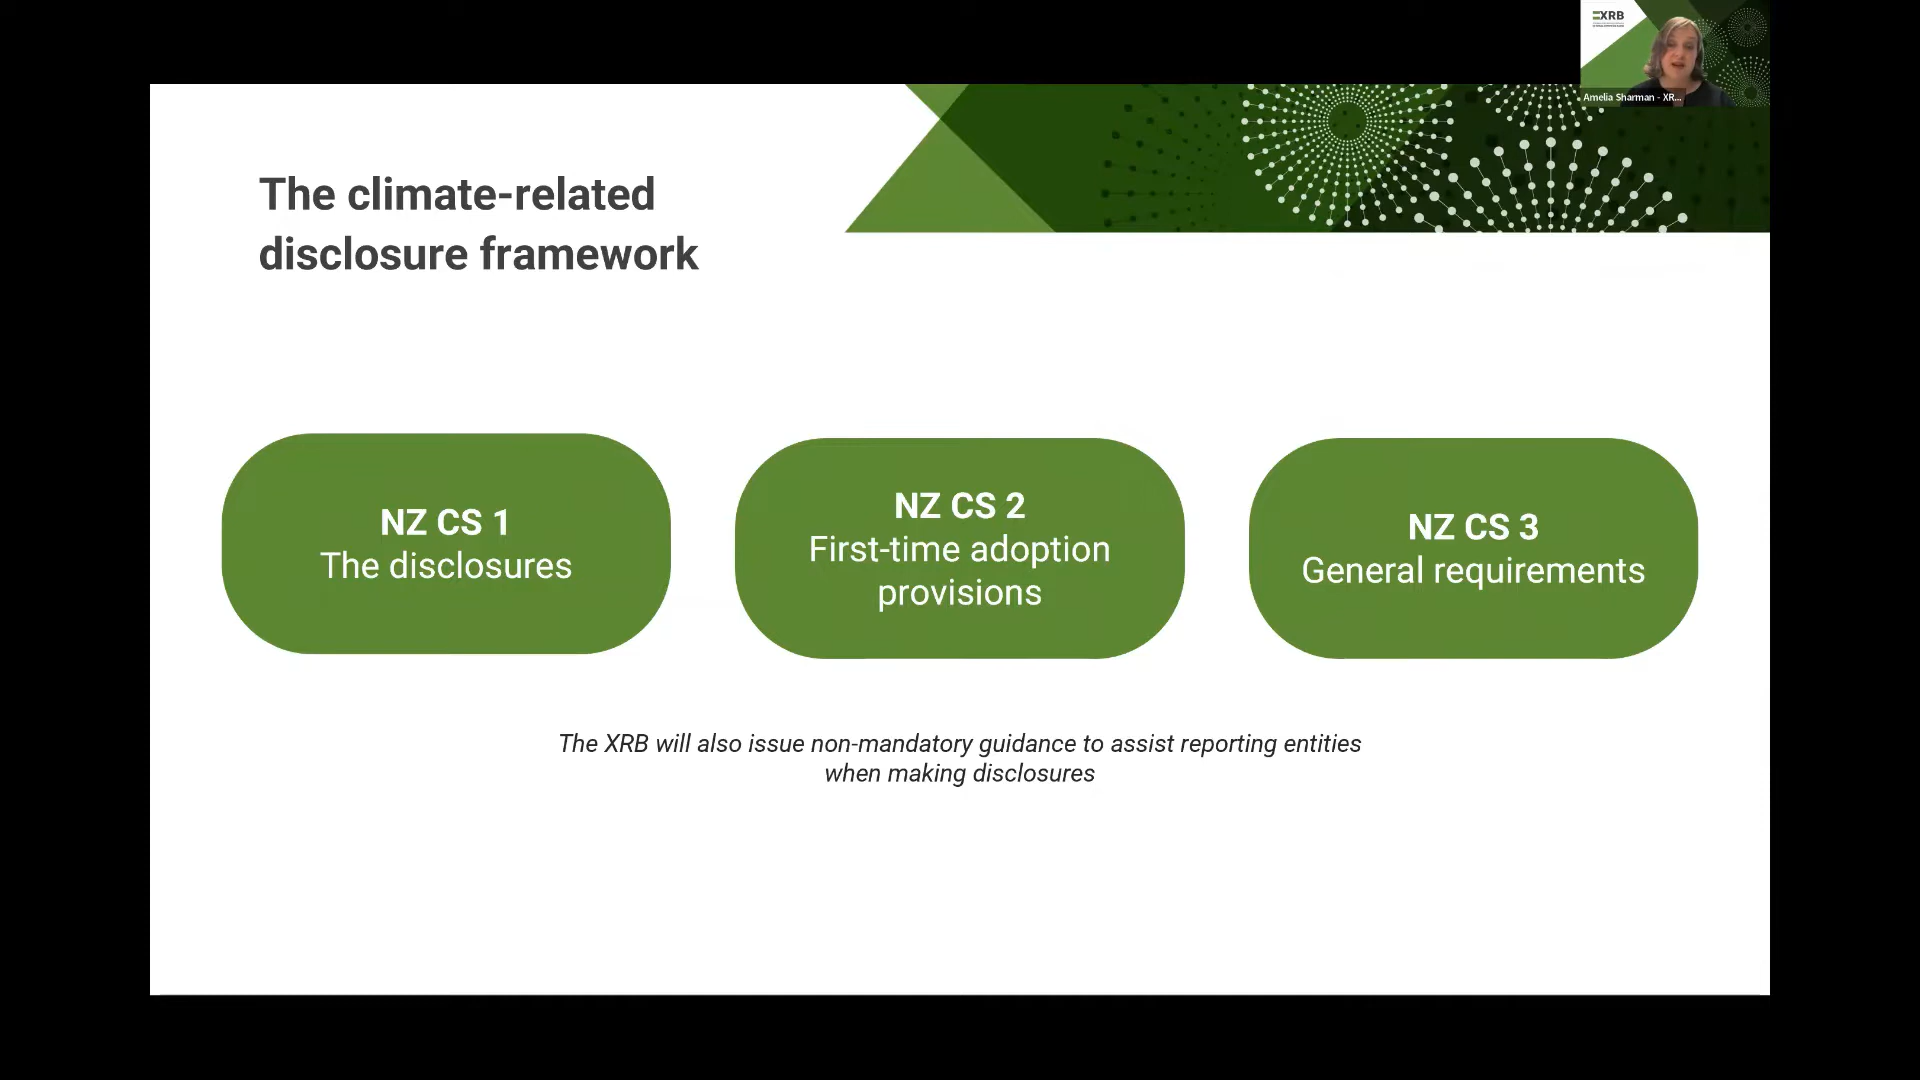 XRB
Amelia Sharman - XR...
The climate-related
disclosure framework
NZ CS 1
The disclosures
NZ CS 2
First-time adoption
provisions
NZ CS 3
General requirements
The XRB will also issue non-mandatory guidance to assist reporting entities
when making disclosures